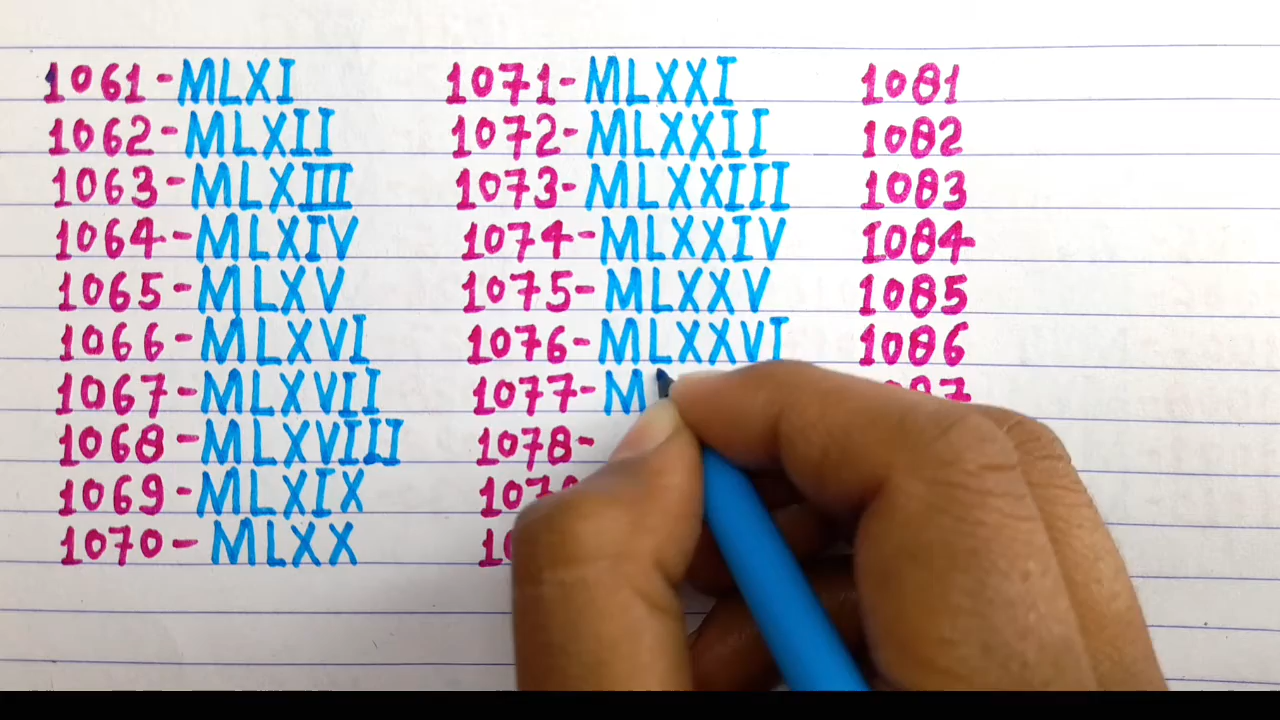 1061 - MLXI
1062 - MLXII
1063 - MLXIII
1064 - MLXIV
1065 - MLXV
1066 - MLXVI
1067 - MLXVII
1068 - MLXVIII
1069 - MLXIX
1070 - MLXX
1071 - MLXXI
1072 - MLXXII
1073 - MLXXIII
1074 - MLXXIV
1075 - MLXXV
1076 - MLXXVI
1077 - M
1078 -
1081
1082
1083
1084
1085
1086